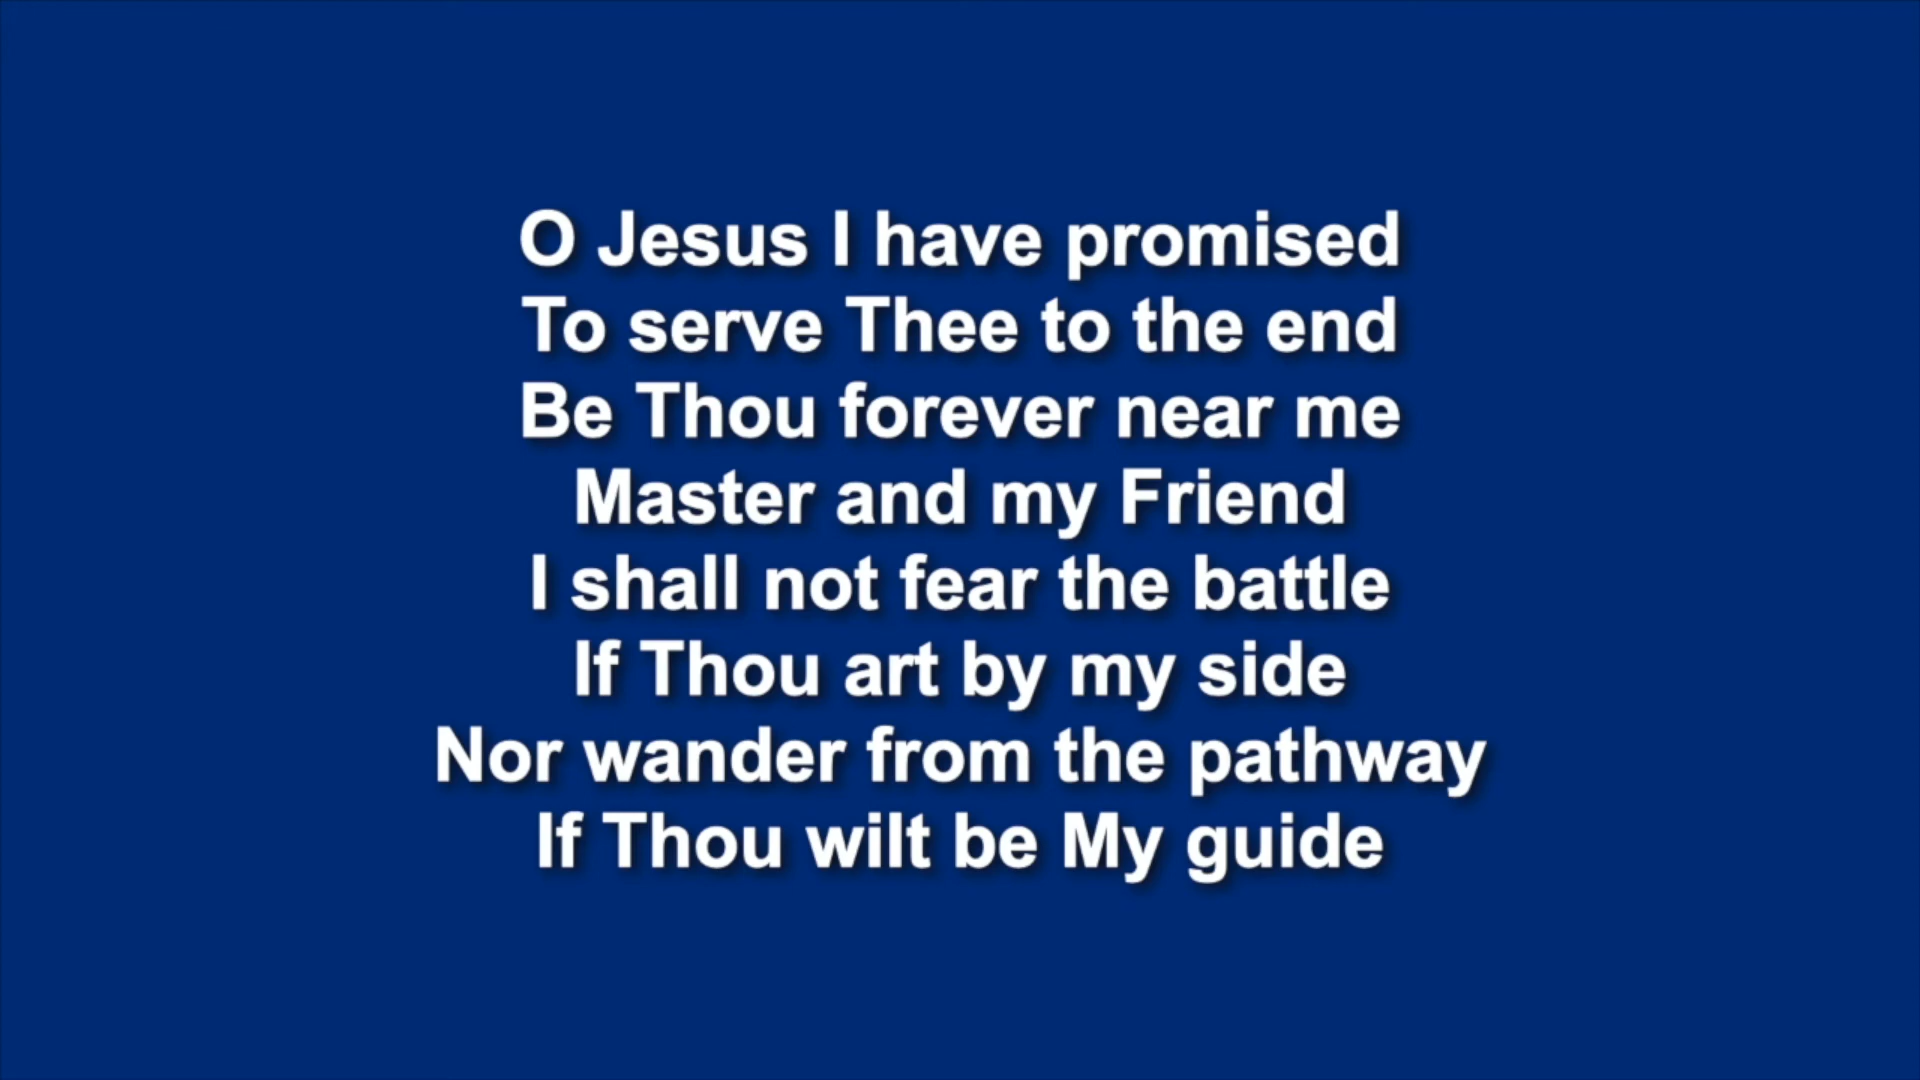 O Jesus I have promised
To serve Thee to the end
Be Thou forever near me
Master and my Friend
I shall not fear the battle
If Thou art by my side
Nor wander from the pathway
If Thou wilt be My guide